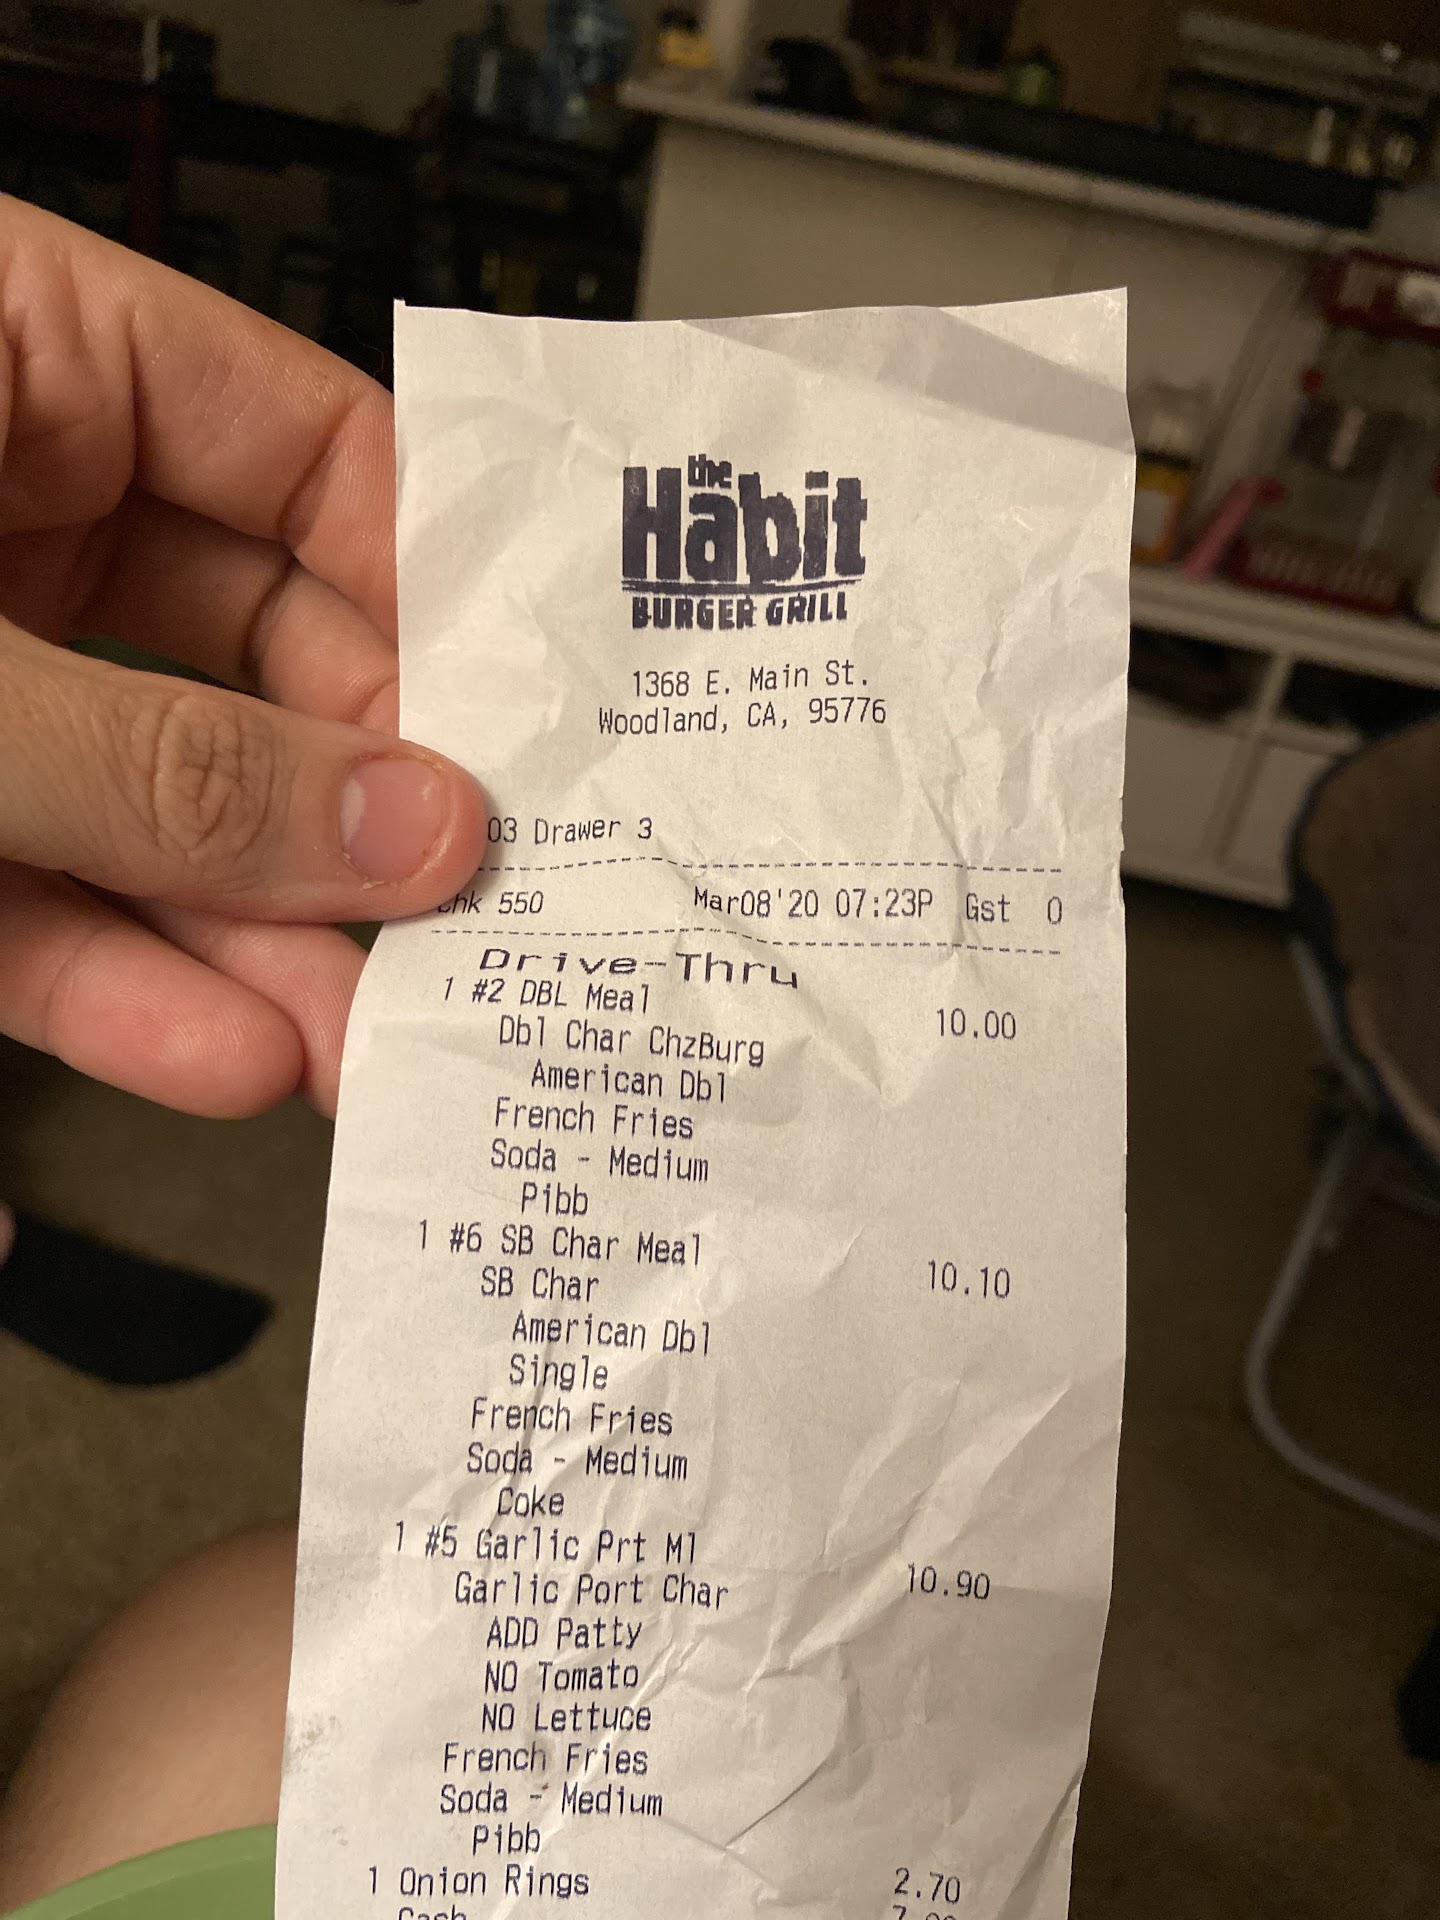 the
Habit
BURGER GRILL
1368 E. Main St.
Woodland, CA, 95776
03 Drawer 3
Chk 550 Mar08'20 07:23P Gst 0
Drive-Thru
1 #2 DBL Meal 10.00
Dbl Char ChzBurg
American Dbl
French Fries
Soda - Medium
Pibb
1 #6 SB Char Meal 10.10
SB Char
American Dbl
Single
French Fries
Soda - Medium
Coke
1 #5 Garlic Prt Ml 10.90
Garlic Port Char
ADD Patty
NO Tomato
NO Lettuce
French Fries
Soda - Medium
Pibb
1 Onion Rings 2.70
Cash